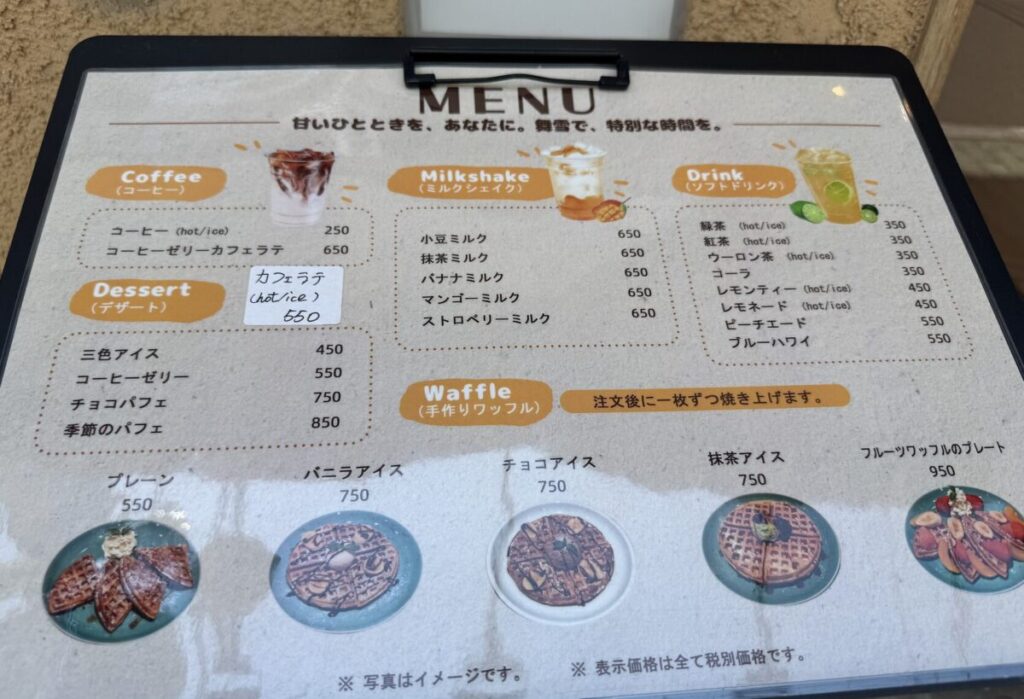 MENU
甘いひとときを、あなたに。舞雪で、特別な時間を。
Coffee
(コーヒー)
コーヒー (hot/ice) 250
コーヒーゼリーカフェラテ 650
カフェラテ
(hot/ice)
550
Dessert
(デザート)
三色アイス 450
コーヒーゼリー 550
チョコパフェ 750
季節のパフェ 850
Milkshake
(ミルクシェイク)
小豆ミルク 650
抹茶ミルク 650
バナナミルク 650
マンゴーミルク 650
ストロベリーミルク 650
Drink
(ソフトドリンク)
緑茶 (hot/ice) 350
紅茶 (hot/ice) 350
ウーロン茶 (hot/ice) 350
コーラ 350
レモンティー (hot/ice) 450
レモネード (hot/ice) 450
ピーチエード 550
ブルーハワイ 550
Waffle
(手作りワッフル)
注文後に一枚ずつ焼き上げます。
プレーン
550
バニラアイス
750
チョコアイス
750
抹茶アイス
750
フルーツワッフルのプレート
950
※ 写真はイメージです。
※ 表示価格は全て税別価格です。